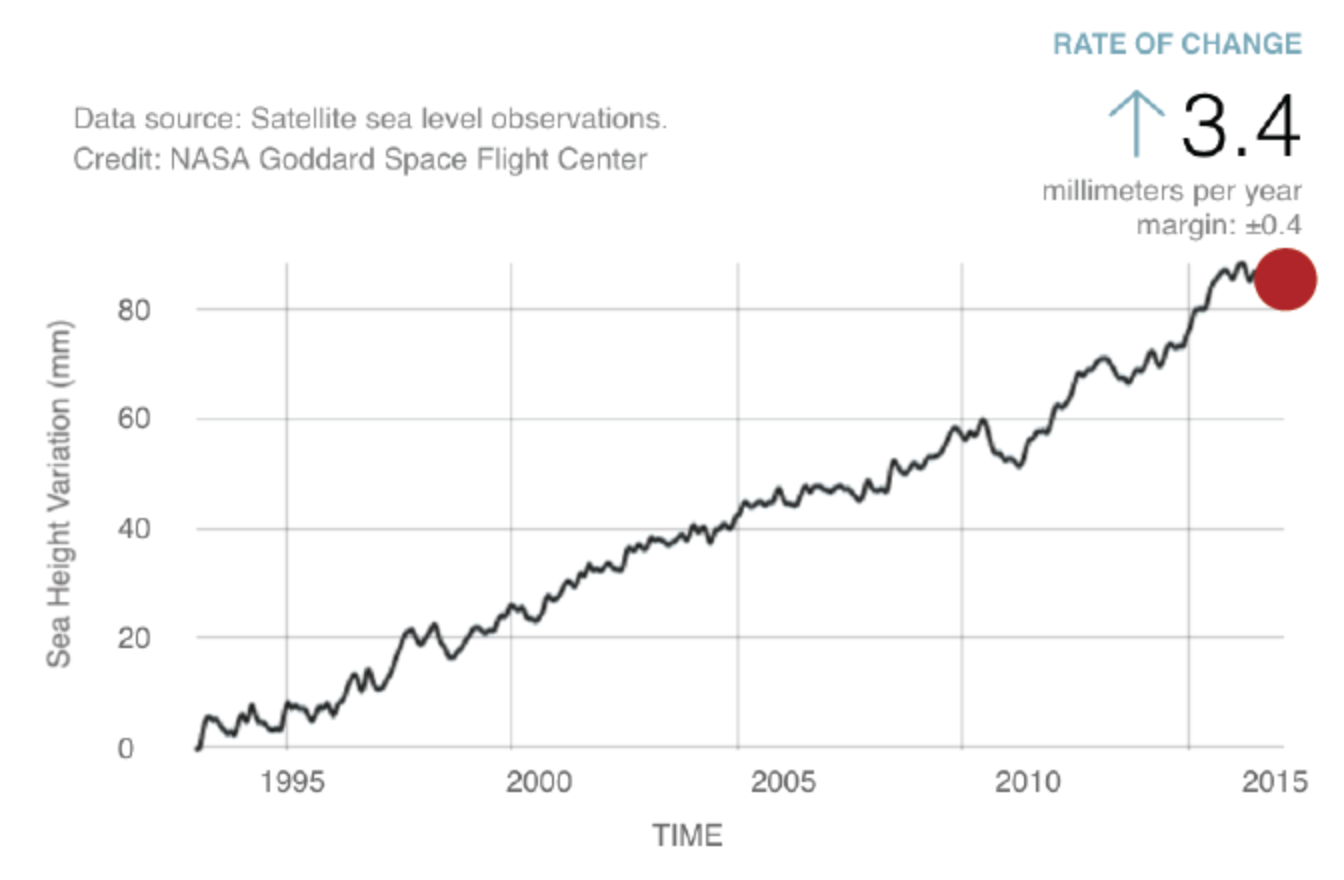 RATE OF CHANGE
Data source: Satellite sea level observations.
Credit: NASA Goddard Space Flight Center
↑ 3.4
millimeters per year
margin: ±0.4
Sea Height Variation (mm)
80
60
40
20
0
1995 2000 2005 2010 2015
TIME